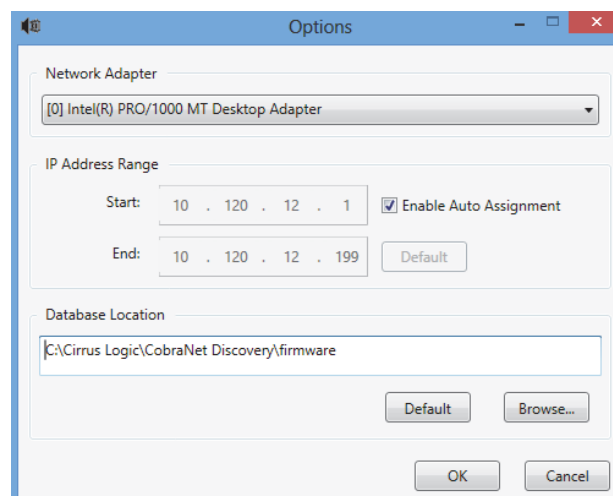 Options
Network Adapter
[0] Intel(R) PRO/1000 MT Desktop Adapter
IP Address Range
Start: 10 . 120 . 12 . 1 Enable Auto Assignment
End: 10 . 120 . 12 . 199 Default
Database Location
C:\Cirrus Logic\CobraNet Discovery\firmware
Default Browse...
OK Cancel